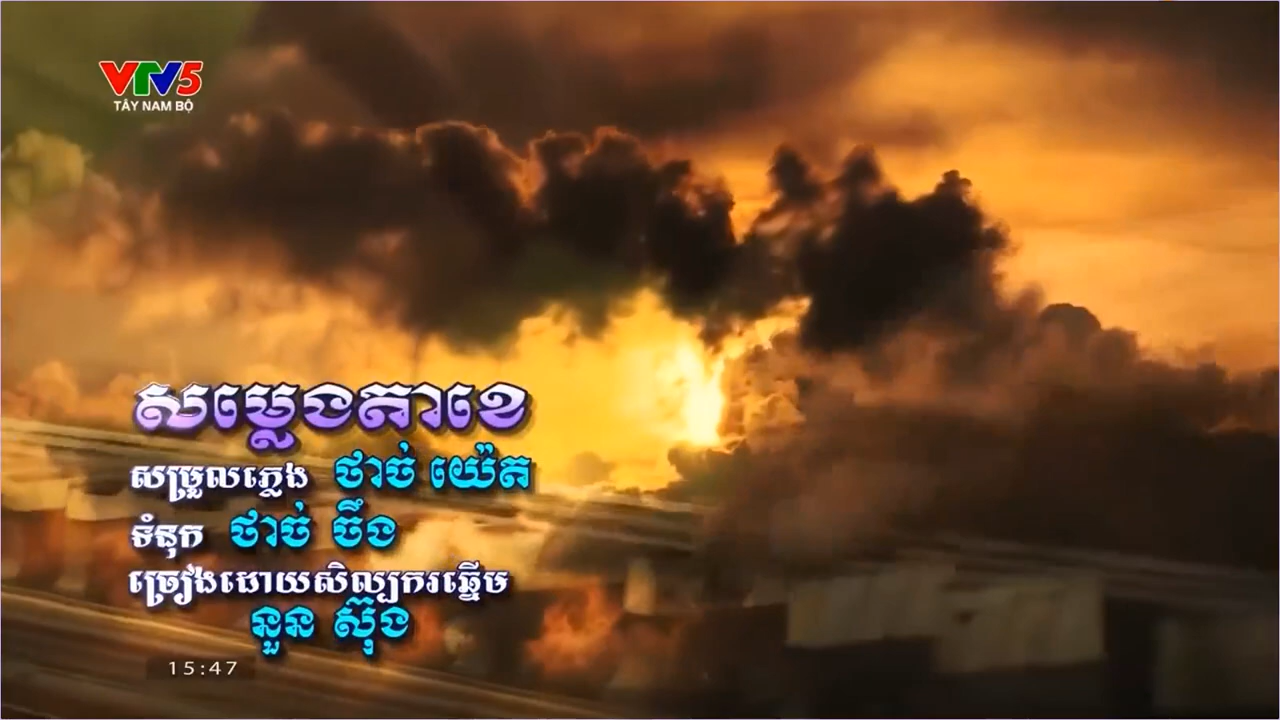 VTV5
TÂY NAM BỘ
សម្លេងតាខេ
សម្រួលភ្លេង ថាច់ យ៉េត
ទំនុក ថាច់ ចឹង
ច្រៀងដោយសិល្បករឆ្នើម
នួន ស៊ុង
15:47